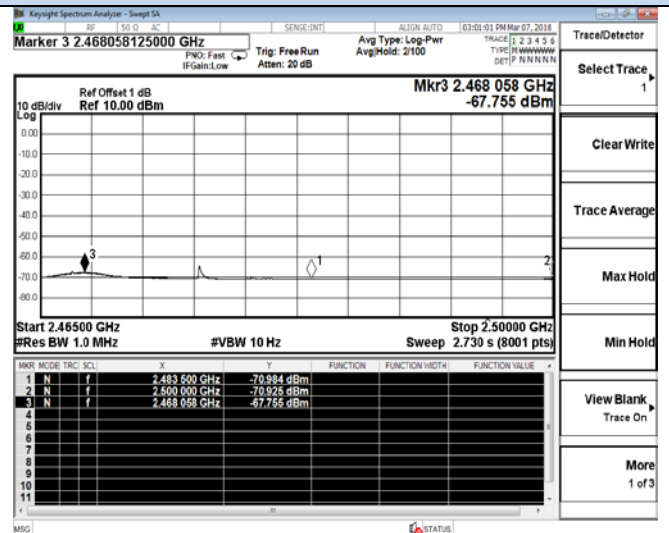 Keysight Spectrum Analyzer - Swept SA
RF 50 Ω AC SENSE:INT ALIGN AUTO 03:01:01 PM Mar 07, 2018
Marker 3 2.468058125000 GHz
PNO: Fast
IFGain:Low
Trig: Free Run
Atten: 20 dB
Avg Type: Log-Pwr
Avg|Hold: 2/100
TRACE 1 2 3 4 5 6
TYPE M WWWWW
DET P NNNNN
Ref Offset 1 dB
Ref 10.00 dBm
10 dB/div
Log
Mkr3 2.468 058 GHz
-67.755 dBm
0.00
-10.0
-20.0
-30.0
-40.0
-50.0
-60.0
-70.0
-80.0
3
1
2
Start 2.46500 GHz
Stop 2.50000 GHz
#Res BW 1.0 MHz
#VBW 10 Hz
Sweep 2.730 s (8001 pts)
MKR MODE TRC SCL X Y FUNCTION FUNCTION WIDTH FUNCTION VALUE
1 N f 2.483 500 GHz -70.984 dBm
2 N f 2.500 000 GHz -70.925 dBm
3 N f 2.468 058 GHz -67.755 dBm
4
5
6
7
8
9
10
11
MSG
STATUS
Trace/Detector
Select Trace
1
Clear Write
Trace Average
Max Hold
Min Hold
View Blank
Trace On
More
1 of 3